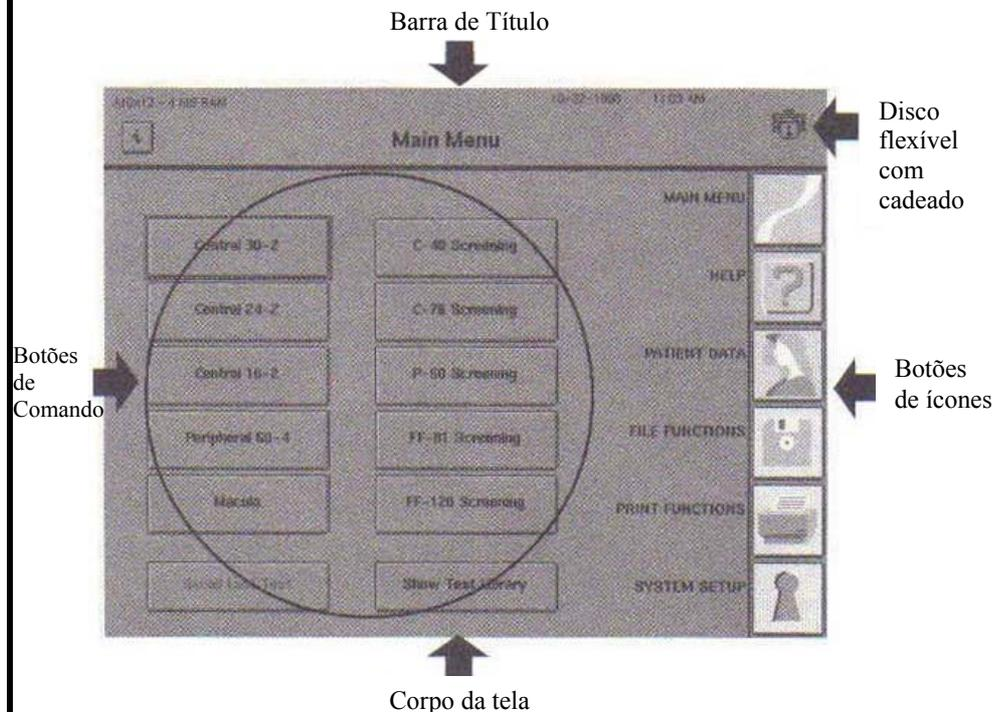 Barra de Título
Disco
flexível
com
cadeado
Main Menu
MAIN MENU
Central 30-2
C-40 Screening
HELP
Central 24-2
C-76 Screening
PATIENT DATA
Botões
de
Comando
Central 16-2
P-60 Screening
Botões
de ícones
Peripheral 60-4
FF-81 Screening
FILE FUNCTIONS
Macula
FF-120 Screening
PRINT FUNCTIONS
Show Test Library
SYSTEM SETUP
Corpo da tela